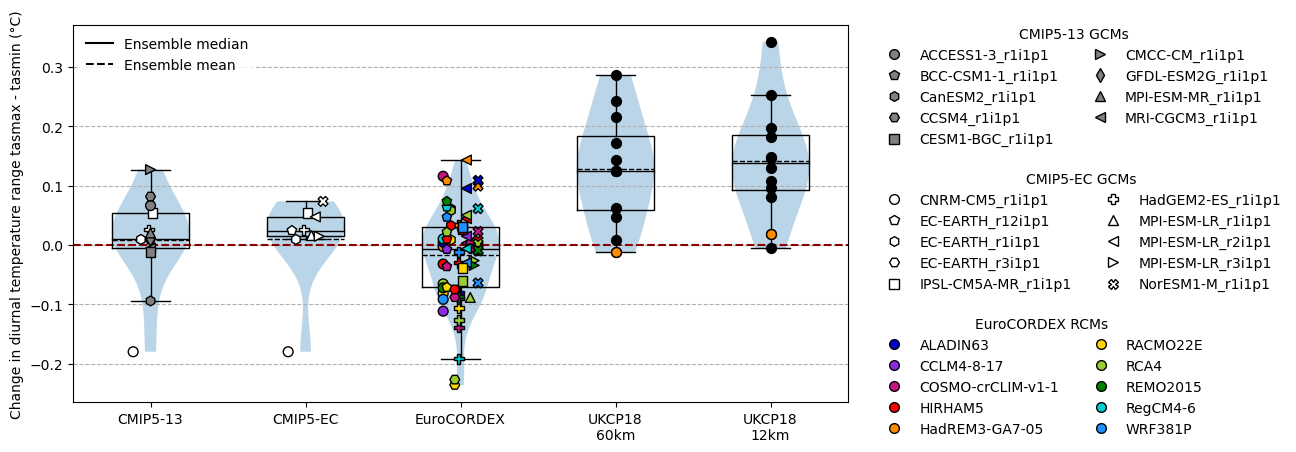 Change in diurnal temperature range tasmax - tasmin (°C)
Ensemble median
Ensemble mean
0.3
0.2
0.1
0.0
−0.1
−0.2
CMIP5-13
CMIP5-EC
EuroCORDEX
UKCP18
60km
UKCP18
12km
CMIP5-13 GCMs
ACCESS1-3_r1i1p1
BCC-CSM1-1_r1i1p1
CanESM2_r1i1p1
CCSM4_r1i1p1
CESM1-BGC_r1i1p1
CMCC-CM_r1i1p1
GFDL-ESM2G_r1i1p1
MPI-ESM-MR_r1i1p1
MRI-CGCM3_r1i1p1
CMIP5-EC GCMs
CNRM-CM5_r1i1p1
EC-EARTH_r12i1p1
EC-EARTH_r1i1p1
EC-EARTH_r3i1p1
IPSL-CM5A-MR_r1i1p1
HadGEM2-ES_r1i1p1
MPI-ESM-LR_r1i1p1
MPI-ESM-LR_r2i1p1
MPI-ESM-LR_r3i1p1
NorESM1-M_r1i1p1
EuroCORDEX RCMs
ALADIN63
CCLM4-8-17
COSMO-crCLIM-v1-1
HIRHAM5
HadREM3-GA7-05
RACMO22E
RCA4
REMO2015
RegCM4-6
WRF381P